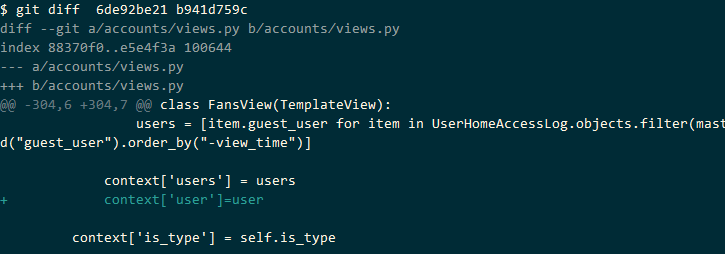 $ git diff  6de92be21 b941d759c
diff --git a/accounts/views.py b/accounts/views.py
index 88370f0..e5e4f3a 100644
--- a/accounts/views.py
+++ b/accounts/views.py
@@ -304,6 +304,7 @@ class FansView(TemplateView):
                 users = [item.guest_user for item in UserHomeAccessLog.objects.filter(mast
d("guest_user").order_by("-view_time")]
             context['users'] = users
+            context['user']=user
         context['is_type'] = self.is_type